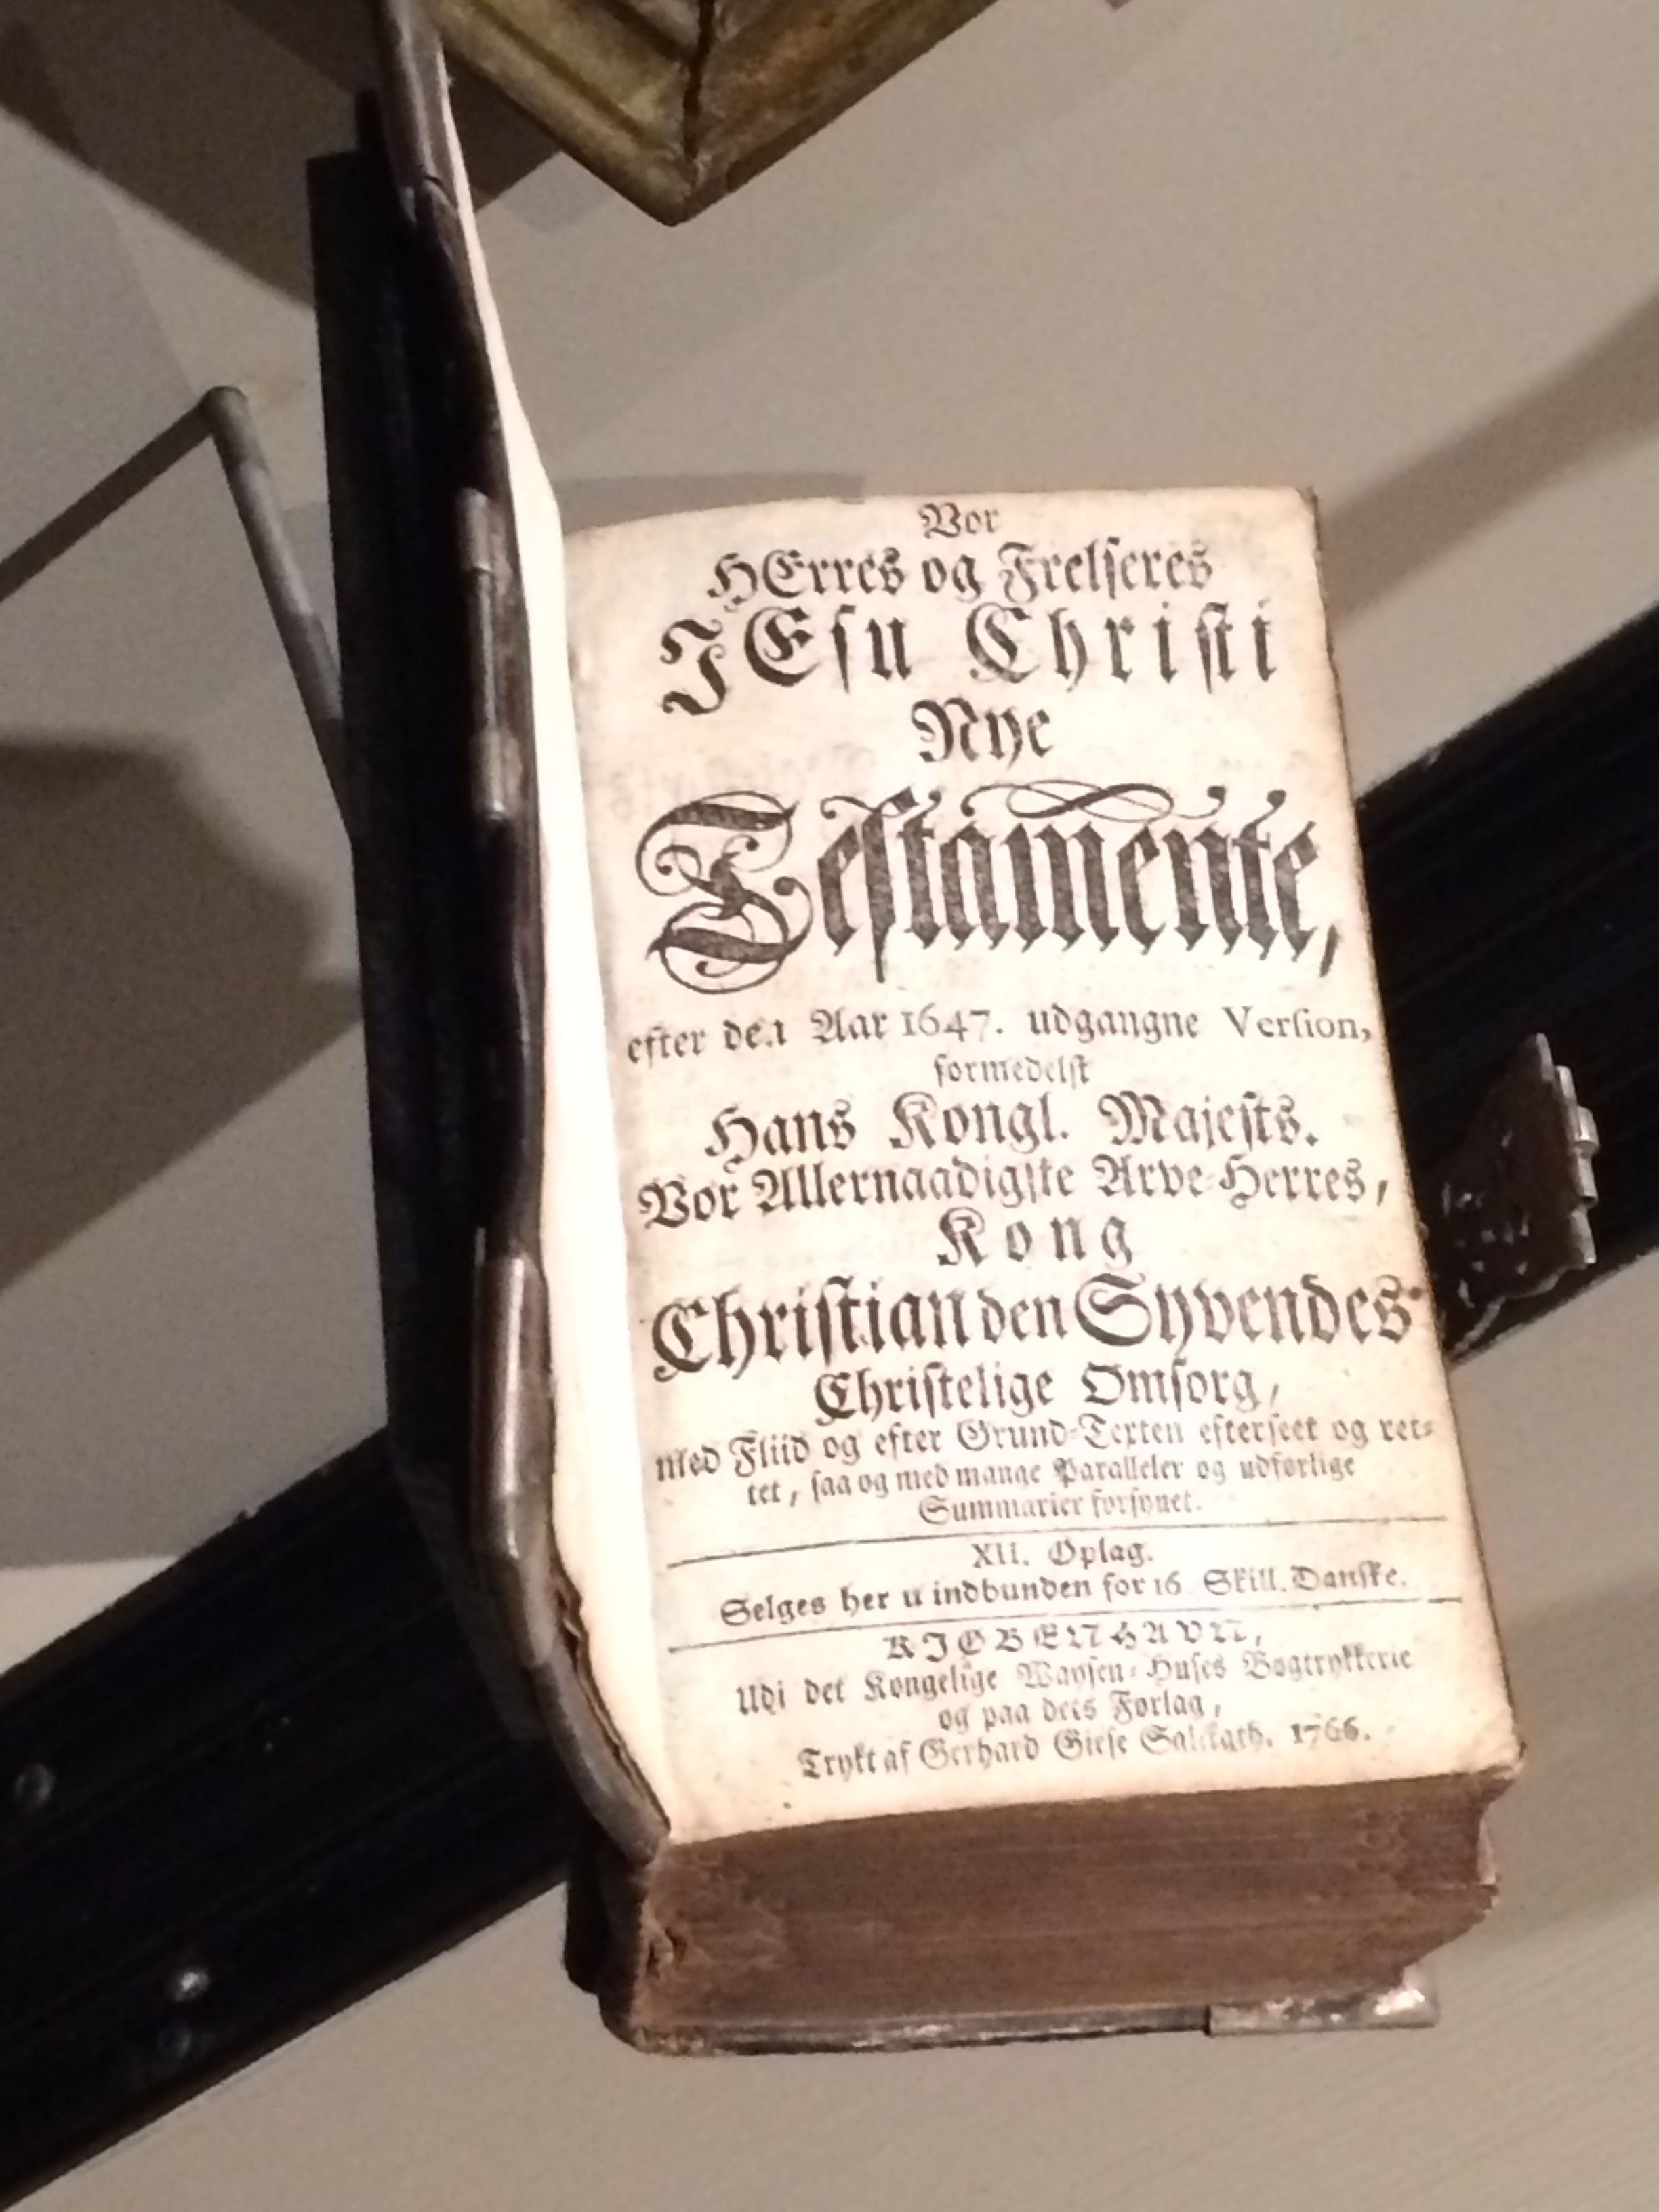 Vor
HErres og Frelseres
JEsu Christi
Nye
Testamente,
efter det Aar 1647. udgangne Version,
formedelst
Hans Kongl. Majests.
Vor Allernaadigste Arve-Herres,
Kong
Christian den Syvendes
Christelige Omsorg,
med Fliid og efter Grund-Texten efterseet og ret-
tet, saa og med mange Paralleler og udførlige
Summarier forsynet.
XII. Oplag.
Selges her uindbunden for 16 Skill. Danske.
KIØBENHAVN,
Udi det Kongelige Waysen-Huses Bogtrykkerie
og paa dets Forlag,
Trykt af Gerhard Giese Salicath. 1766.